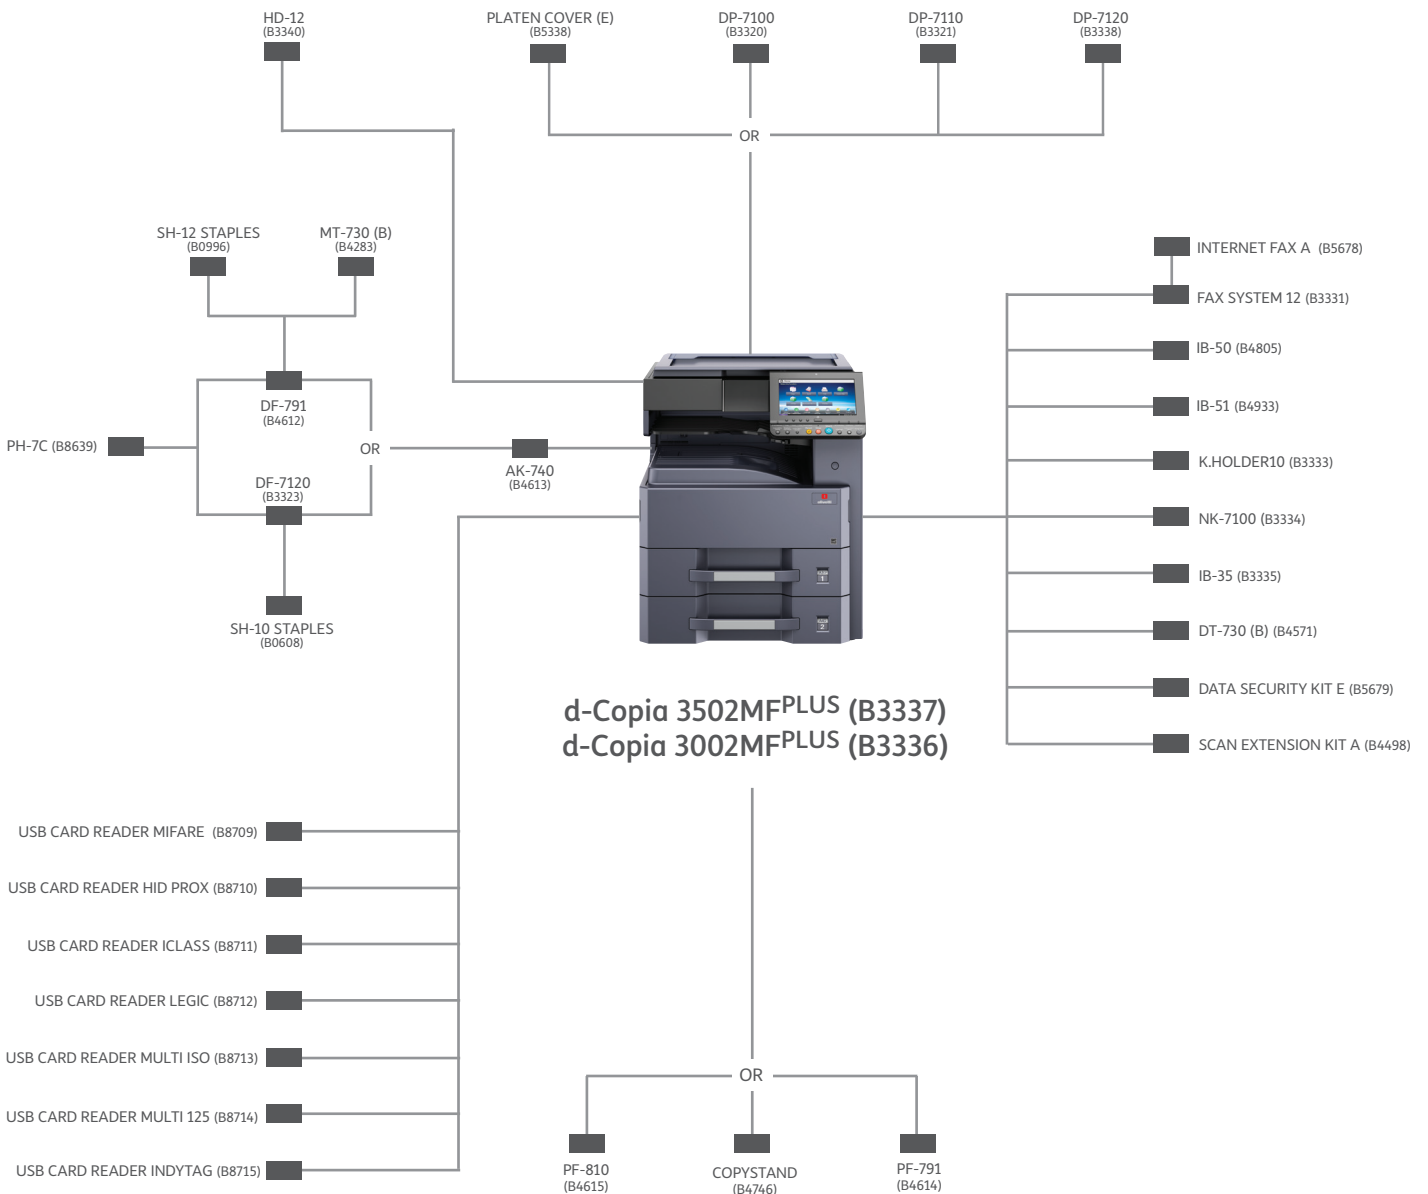 HD-12
(B3340)
PLATEN COVER (E)
(B5338)
DP-7100
(B3320)
DP-7110
(B3321)
DP-7120
(B3338)
OR
SH-12 STAPLES
(B0996)
MT-730 (B)
(B4283)
DF-791
(B4612)
PH-7C (B8639)
OR
DF-7120
(B3323)
AK-740
(B4613)
SH-10 STAPLES
(B0608)
INTERNET FAX A (B5678)
FAX SYSTEM 12 (B3331)
IB-50 (B4805)
IB-51 (B4933)
K.HOLDER10 (B3333)
NK-7100 (B3334)
IB-35 (B3335)
DT-730 (B) (B4571)
DATA SECURITY KIT E (B5679)
SCAN EXTENSION KIT A (B4498)
1
2
d-Copia 3502MFPLUS (B3337)
d-Copia 3002MFPLUS (B3336)
USB CARD READER MIFARE (B8709)
USB CARD READER HID PROX (B8710)
USB CARD READER ICLASS (B8711)
USB CARD READER LEGIC (B8712)
USB CARD READER MULTI ISO (B8713)
USB CARD READER MULTI 125 (B8714)
USB CARD READER INDYTAG (B8715)
OR
PF-810
(B4615)
COPYSTAND
(B4746)
PF-791
(B4614)